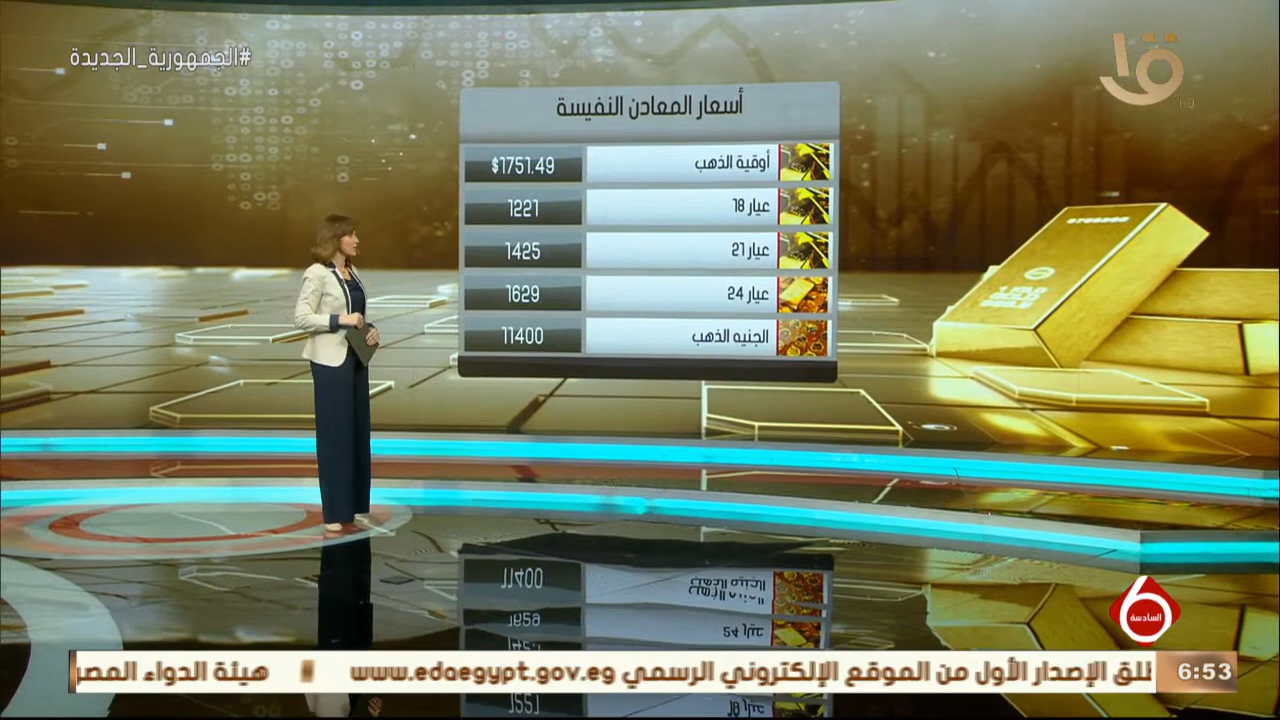 #الجمهورية_الجديدة
HD
أسعار المعادن النفيسة
أوقية الذهب $1751.49
عيار 18 1221
عيار 21 1425
عيار 24 1629
الجنيه الذهب 11400
السادسة
6:53 لق الإصدار الأول من الموقع الإلكتروني الرسمي www.edaegypt.gov.eg هيئة الدواء المصر